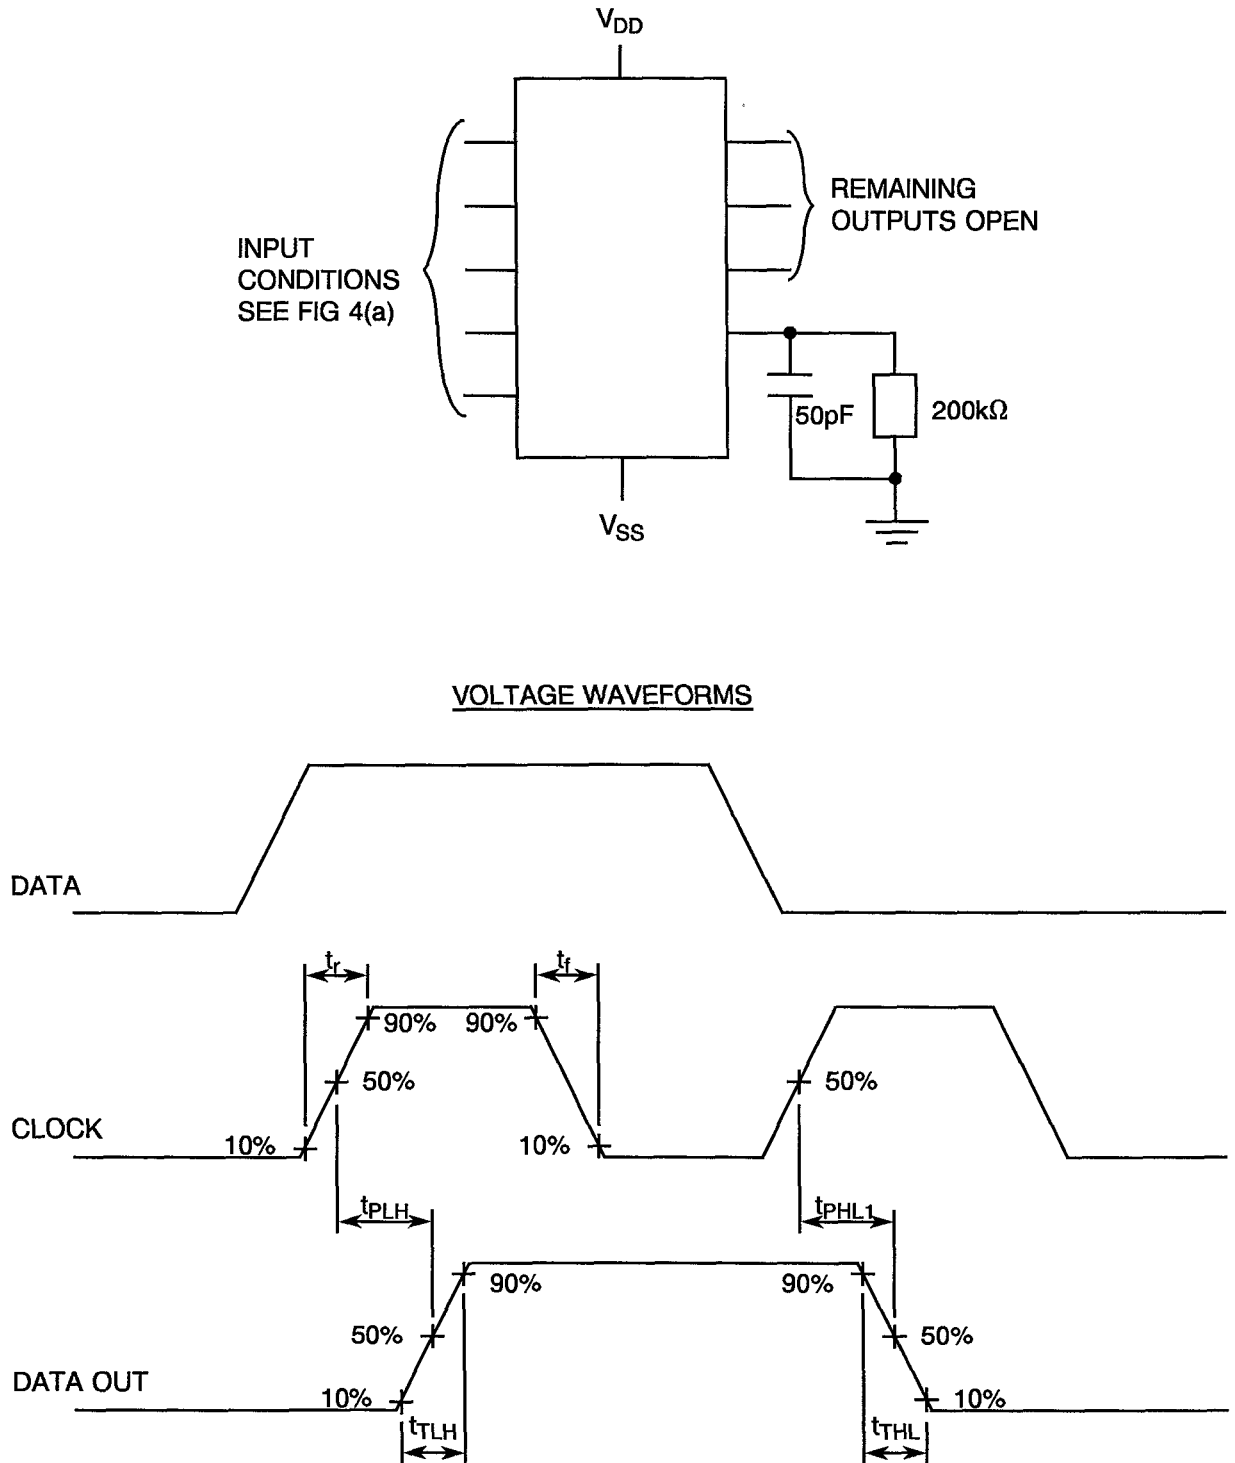 VDD
REMAINING
OUTPUTS OPEN
INPUT
CONDITIONS
SEE FIG 4(a)
50pF
200kΩ
VSS
VOLTAGE WAVEFORMS
DATA
tr
tf
90%
90%
50%
50%
CLOCK
10%
10%
tPLH
tPHL1
90%
90%
50%
50%
DATA OUT
10%
10%
tTLH
tTHL